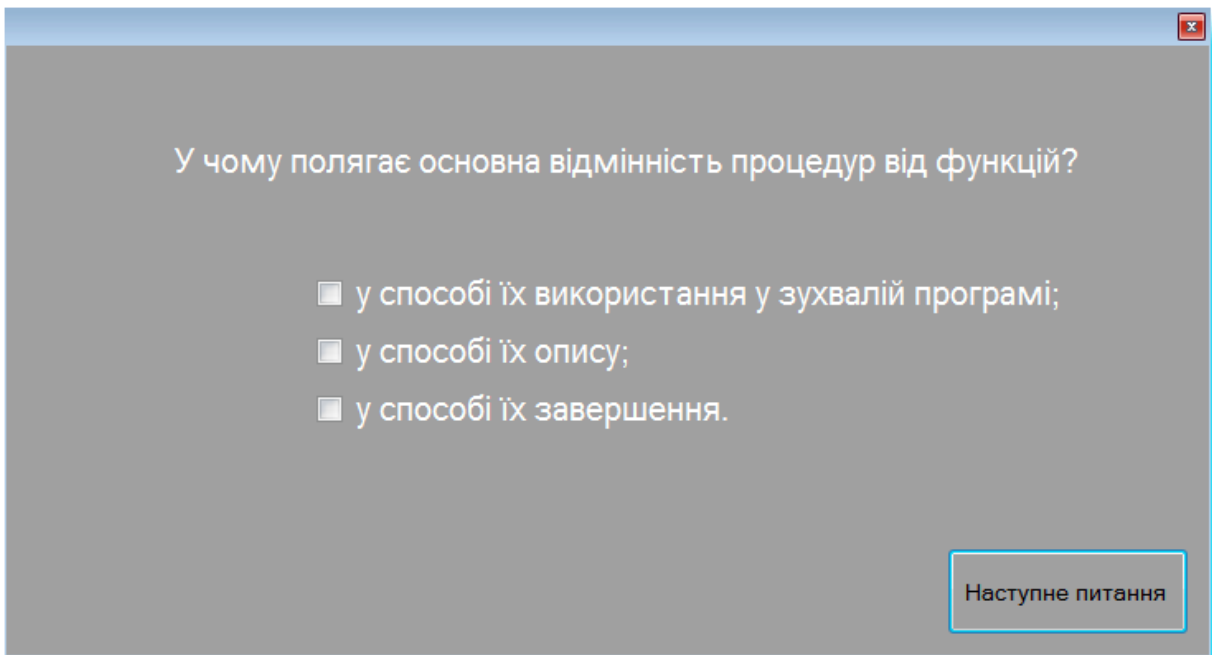 У чому полягає основна відмінність процедур від функцій?
у способі їх використання у зухвалій програмі;
у способі їх опису;
у способі їх завершення.
Наступне питання